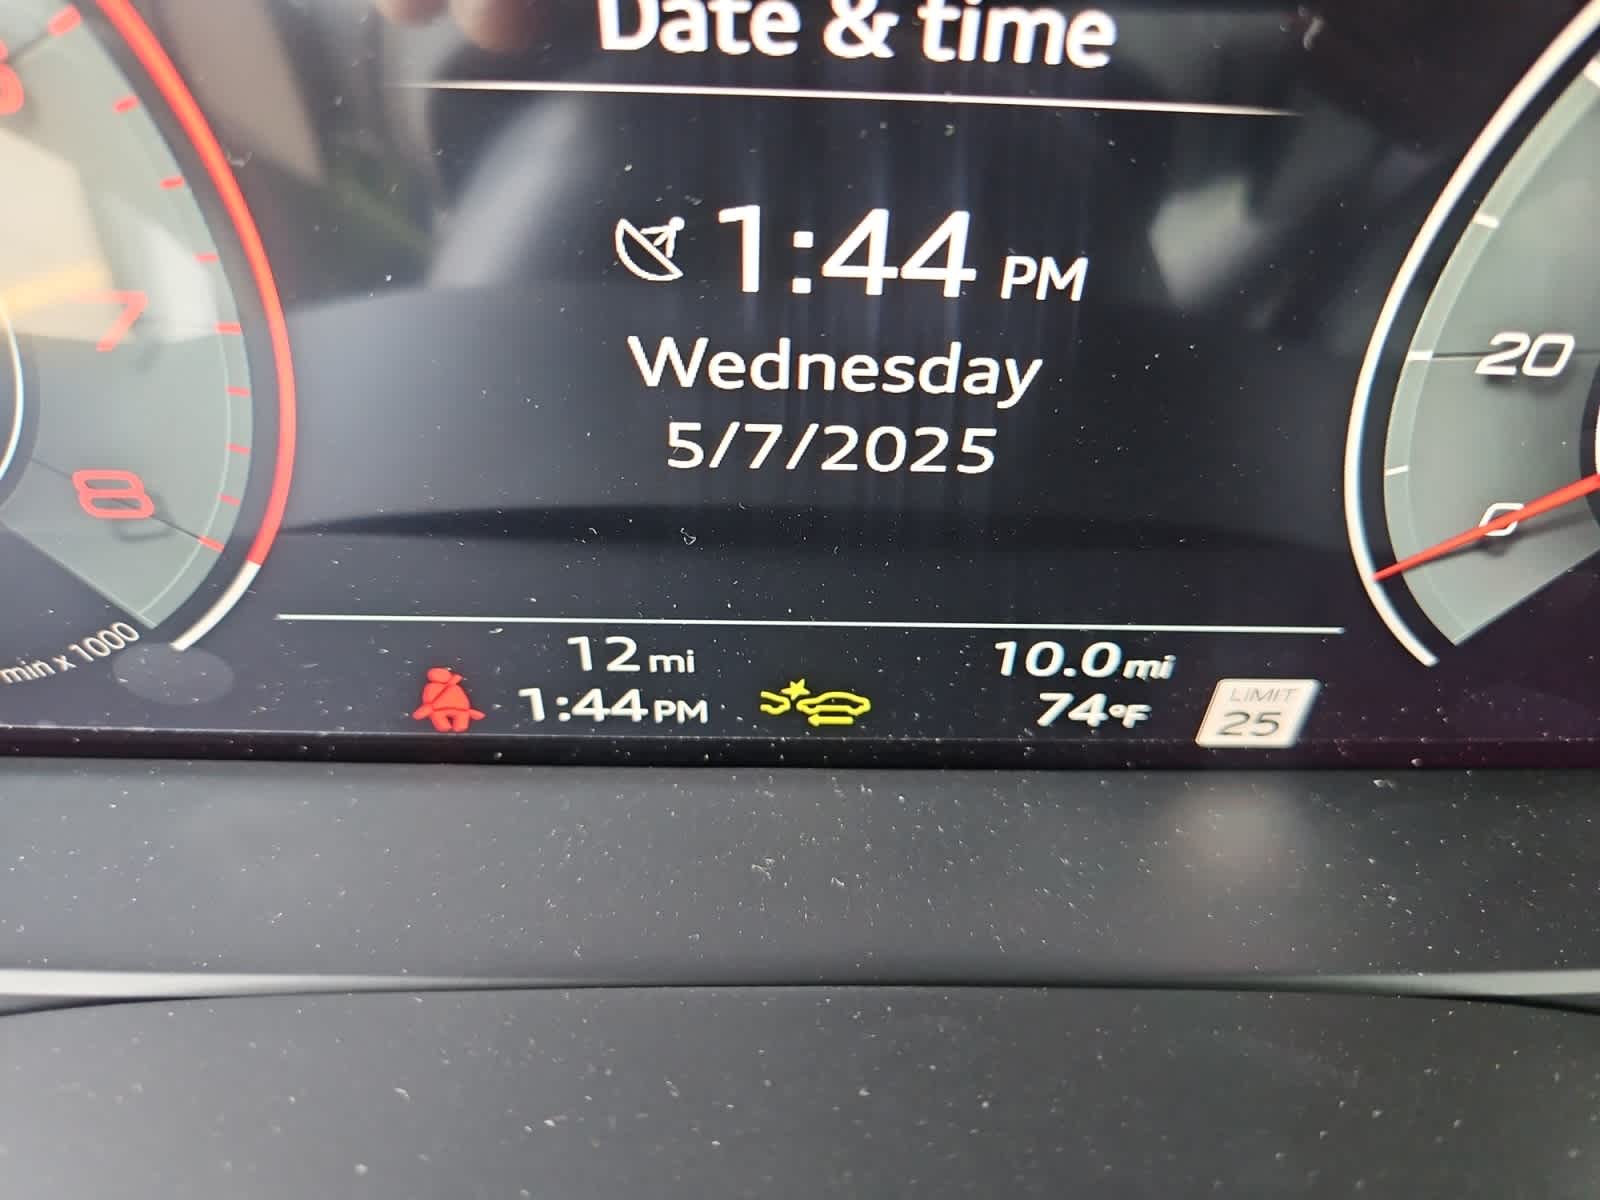 Date & time
1:44 PM
Wednesday
5/7/2025
7
8
min x 1000
20
0
12 mi
1:44 PM
10.0 mi
74°F
LIMIT
25